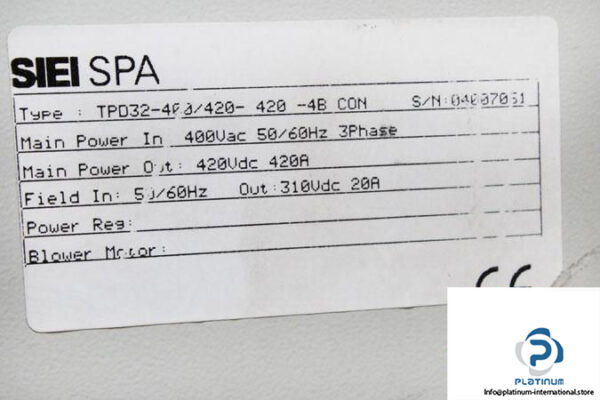 SIEI SPA
Type : TPD32-400/420- 420 -4B CON S/N:04007051
Main Power In 400Vac 50/60Hz 3Phase
Main Power Out: 420Vdc 420A
Field In: 50/60Hz Out:310Vdc 20A
Power Reg:
Blower Motor:
CE
PLATINUM
Info@platinum-international.store